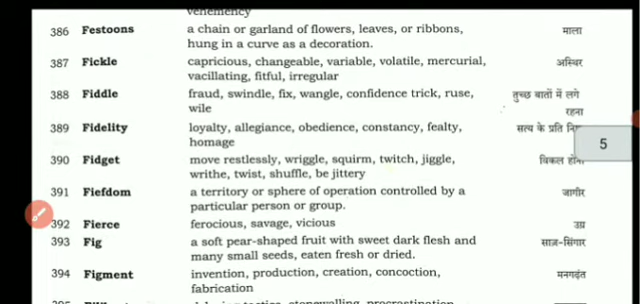 venemency
386 Festoons a chain or garland of flowers, leaves, or ribbons, माला
hung in a curve as a decoration.
387 Fickle capricious, changeable, variable, volatile, mercurial, अस्थिर
vacillating, fitful, irregular
388 Fiddle fraud, swindle, fix, wangle, confidence trick, ruse, तुच्छ बातों में लगे
wile रहना
389 Fidelity loyalty, allegiance, obedience, constancy, fealty, सत्य के प्रति
homage
5
390 Fidget move restlessly, wriggle, squirm, twitch, jiggle, विकल होना
writhe, twist, shuffle, be jittery
391 Fiefdom a territory or sphere of operation controlled by a जागीर
particular person or group.
392 Fierce ferocious, savage, vicious उग्र
393 Fig a soft pear-shaped fruit with sweet dark flesh and साज़-सिंगार
many small seeds, eaten fresh or dried.
394 Figment invention, production, creation, concoction, मनगढ़ंत
fabrication